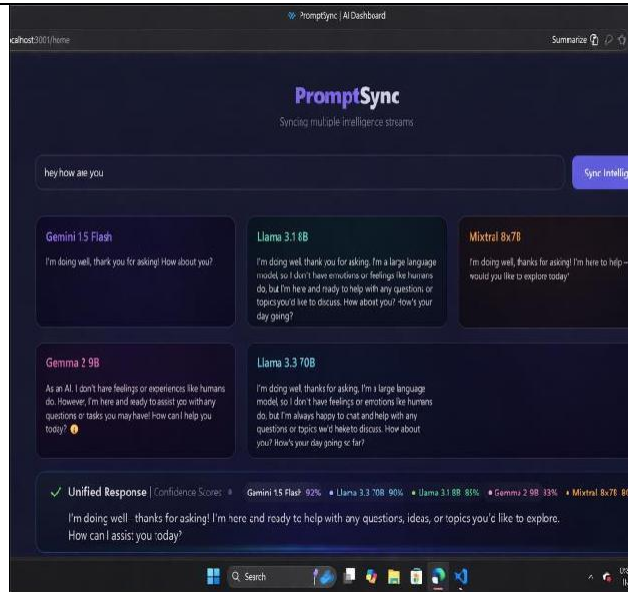 PromptSync | AI Dashboard
calhost:3001/home
Summarize
PromptSync
Syncing multiple intelligence streams
hey how are you
Sync Intellig
Gemini 1.5 Flash
I'm doing well, thank you for asking! How about you?
Llama 3.1 8B
I'm doing well, thank you for asking. I'm a large language
model, so I don't have emotions or feelings like humans
do, but I'm here and ready to help with any questions or
topics you'd like to discuss. How about you? How's your
day going?
Mixtral 8x7B
I'm doing well, thanks for asking! I'm here to help –
would you like to explore today?
Gemma 2 9B
As an AI, I don't have feelings or experiences like humans
do. However, I'm here and ready to assist you with any
questions or tasks you may have! How can I help you
today? 😊
Llama 3.3 70B
I'm doing well, thanks for asking. I'm a large language
model, so I don't have feelings or emotions like humans
do, but I'm always happy to chat and help with any
questions or topics like to discuss. How about
you? How's your day going so far?
✓ Unified Response | Confidence Scores Gemini 1.5 Flash 92% • Llama 3.3 70B 90% • Llama 3.1 8B 85% • Gemma 2 9B 83% • Mixtral 8x7B
I'm doing well - thanks for asking! I'm here and ready to help with any questions, ideas, or topics you'd like to explore.
How can I assist you today?
Search